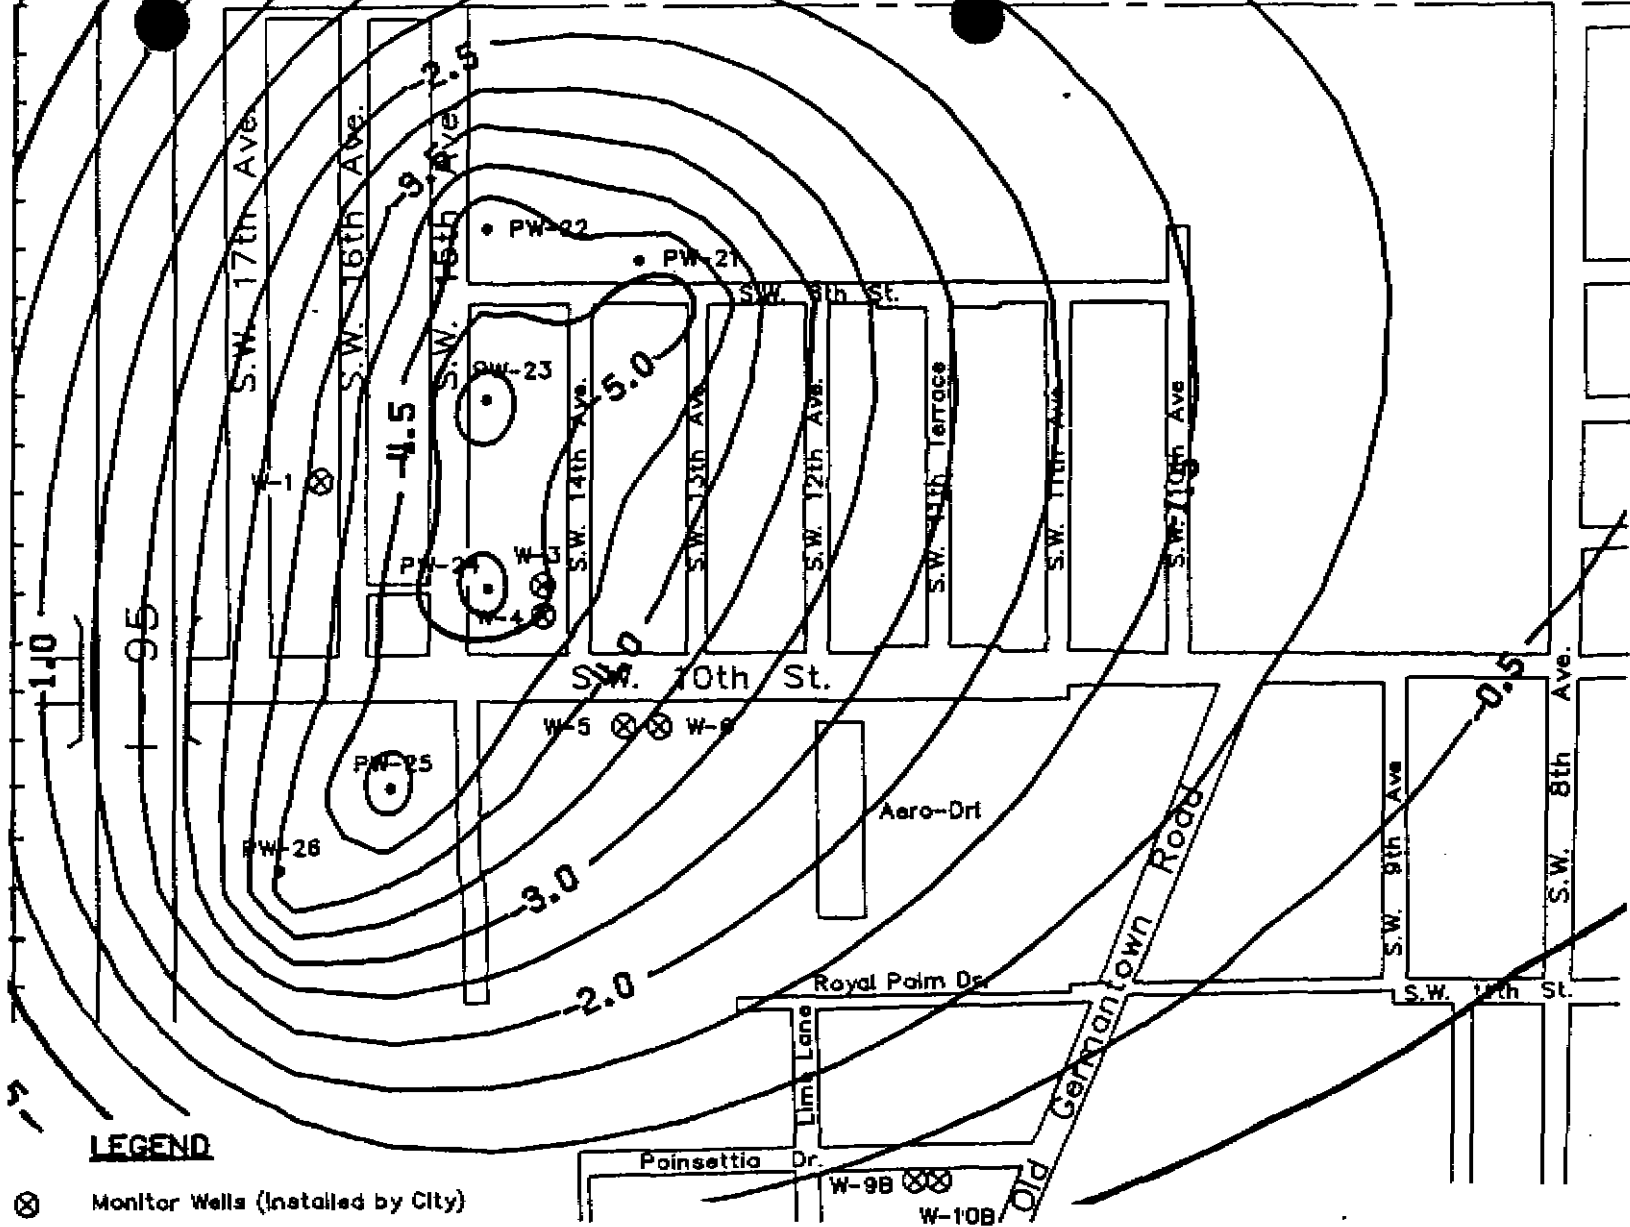 -2.5
-3.5
S.W. 17th Ave.
S.W. 16th Ave.
S.W. 15th Ave.
PW-22
PW-21
S.W. 8th St.
PW-23
-5.0
-4.5
W-1
S.W. 14th Ave.
S.W. 13th Ave.
S.W. 12th Ave.
S.W. 11th Terrace
S.W. 11th Ave
S.W. 10th Ave
PW-24
W-3
W-4
-1.0
95
S.W. 10th St.
-0.5
W-5
W-6
PW-25
Aero-Dri
PW-26
-3.0
-2.0
S.W. 9th Ave
S.W. 8th Ave.
Old Germantown Road
Royal Palm Dr.
S.W. 11th St.
Lime Lane
LEGEND
Poinsettia Dr.
W-9B
W-10B
Monitor Wells (Installed by City)